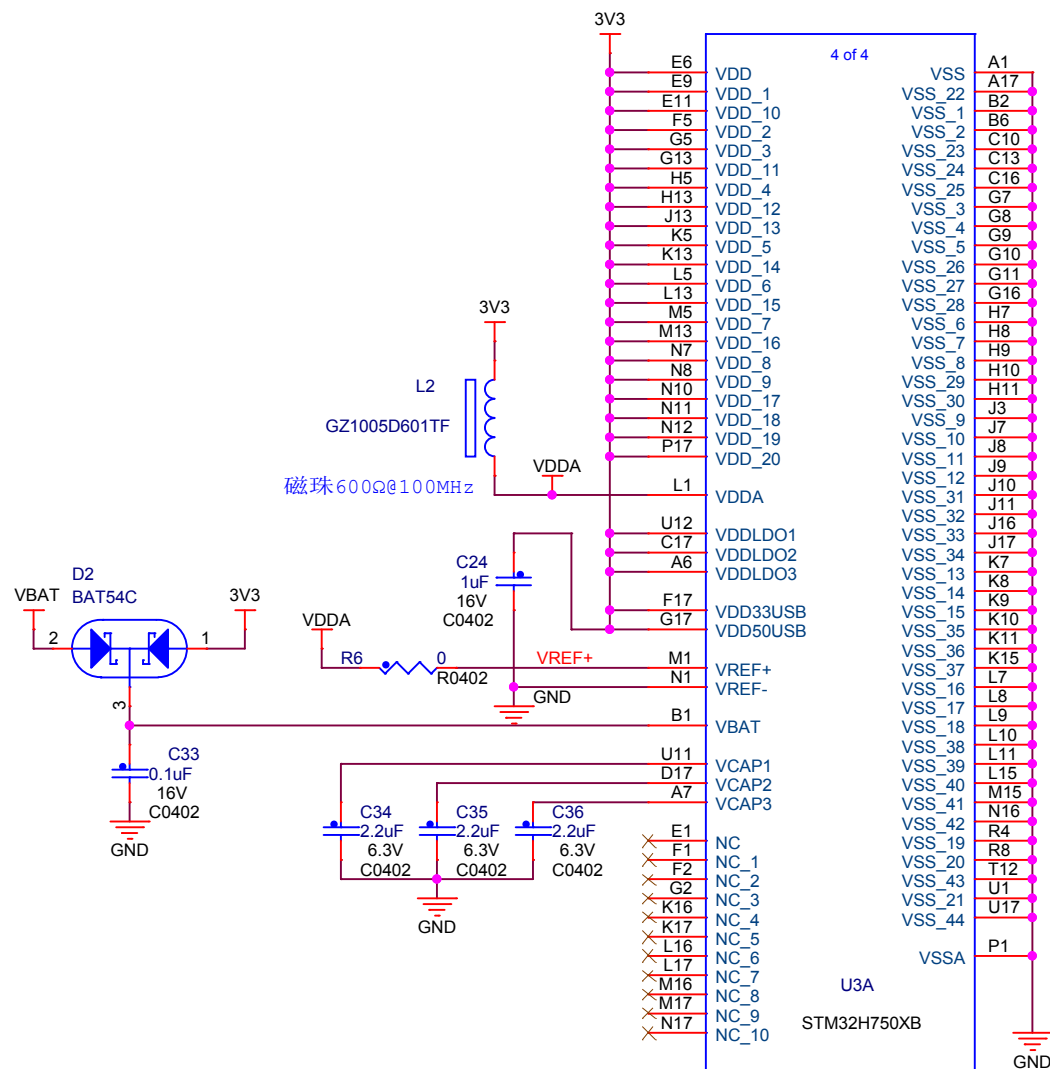 3V3
4 of 4
E6 VDD VSS A1
E9 VDD_1 VSS_22 A17
E11 VDD_10 VSS_1 B2
F5 VDD_2 VSS_2 B6
G5 VDD_3 VSS_23 C10
G13 VDD_11 VSS_24 C13
H5 VDD_4 VSS_25 C16
H13 VDD_12 VSS_3 G7
J13 VDD_13 VSS_4 G8
K5 VDD_5 VSS_5 G9
K13 VDD_14 VSS_26 G10
L5 VDD_6 VSS_27 G11
L13 VDD_15 VSS_28 G16
M5 VDD_7 VSS_6 H7
M13 VDD_16 VSS_7 H8
N7 VDD_8 VSS_8 H9
N8 VDD_9 VSS_29 H10
N10 VDD_17 VSS_30 H11
N11 VDD_18 VSS_9 J3
N12 VDD_19 VSS_10 J7
P17 VDD_20 VSS_11 J8
VSS_12 J9
L1 VDDA VSS_31 J10
VSS_32 J11
U12 VDDLDO1 VSS_33 J16
C17 VDDLDO2 VSS_34 J17
A6 VDDLDO3 VSS_13 K7
VSS_14 K8
F17 VDD33USB VSS_15 K9
G17 VDD50USB VSS_35 K10
VSS_36 K11
M1 VREF+ VSS_37 K15
N1 VREF- VSS_16 L7
VSS_17 L8
B1 VBAT VSS_18 L9
VSS_38 L10
U11 VCAP1 VSS_39 L11
D17 VCAP2 VSS_40 L15
A7 VCAP3 VSS_41 M15
VSS_42 N16
E1 NC VSS_19 R4
F1 NC_1 VSS_20 R8
F2 NC_2 VSS_43 T12
G2 NC_3 VSS_21 U1
K16 NC_4 VSS_44 U17
K17 NC_5
L16 NC_6 VSSA P1
L17 NC_7
M16 NC_8
M17 NC_9
N17 NC_10
U3A
STM32H750XB
GND
3V3
L2
GZ1005D601TF
磁珠600Ω@100MHz
VDDA
C24
1uF
16V
C0402
D2
BAT54C
VBAT
3V3
2
1
3
VDDA
R6
0
R0402
VREF+
GND
C33
0.1uF
16V
C0402
GND
C34
2.2uF
6.3V
C0402
C35
2.2uF
6.3V
C0402
C36
2.2uF
6.3V
C0402
GND